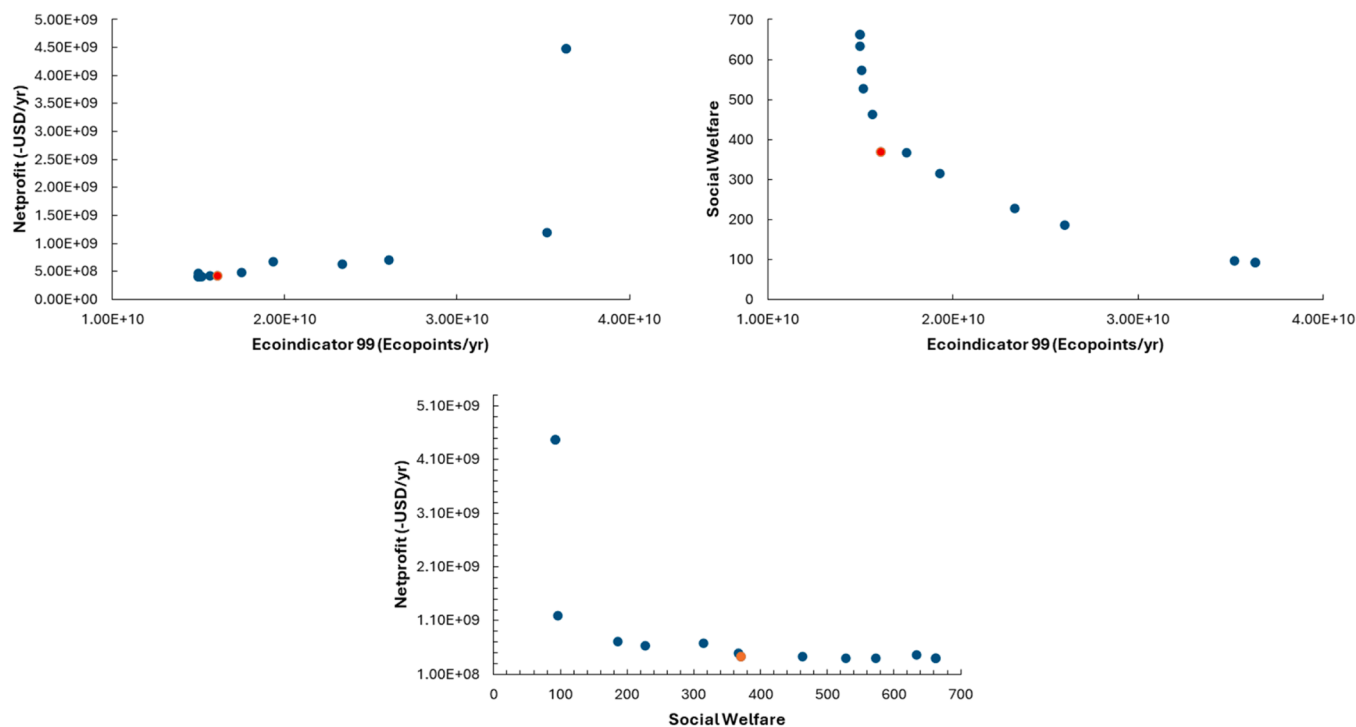 5.00E+09
4.50E+09
4.00E+09
3.50E+09
3.00E+09
2.50E+09
2.00E+09
1.50E+09
1.00E+09
5.00E+08
0.00E+00
Netprofit (-USD/yr)
1.00E+10 2.00E+10 3.00E+10 4.00E+10
Ecoindicator 99 (Ecopoints/yr)
700
600
500
400
300
200
100
0
Social Welfare
1.00E+10 2.00E+10 3.00E+10 4.00E+10
Ecoindicator 99 (Ecopoints/yr)
5.10E+09
4.10E+09
3.10E+09
2.10E+09
1.10E+09
1.00E+08
Netprofit (-USD/yr)
0 100 200 300 400 500 600 700
Social Welfare